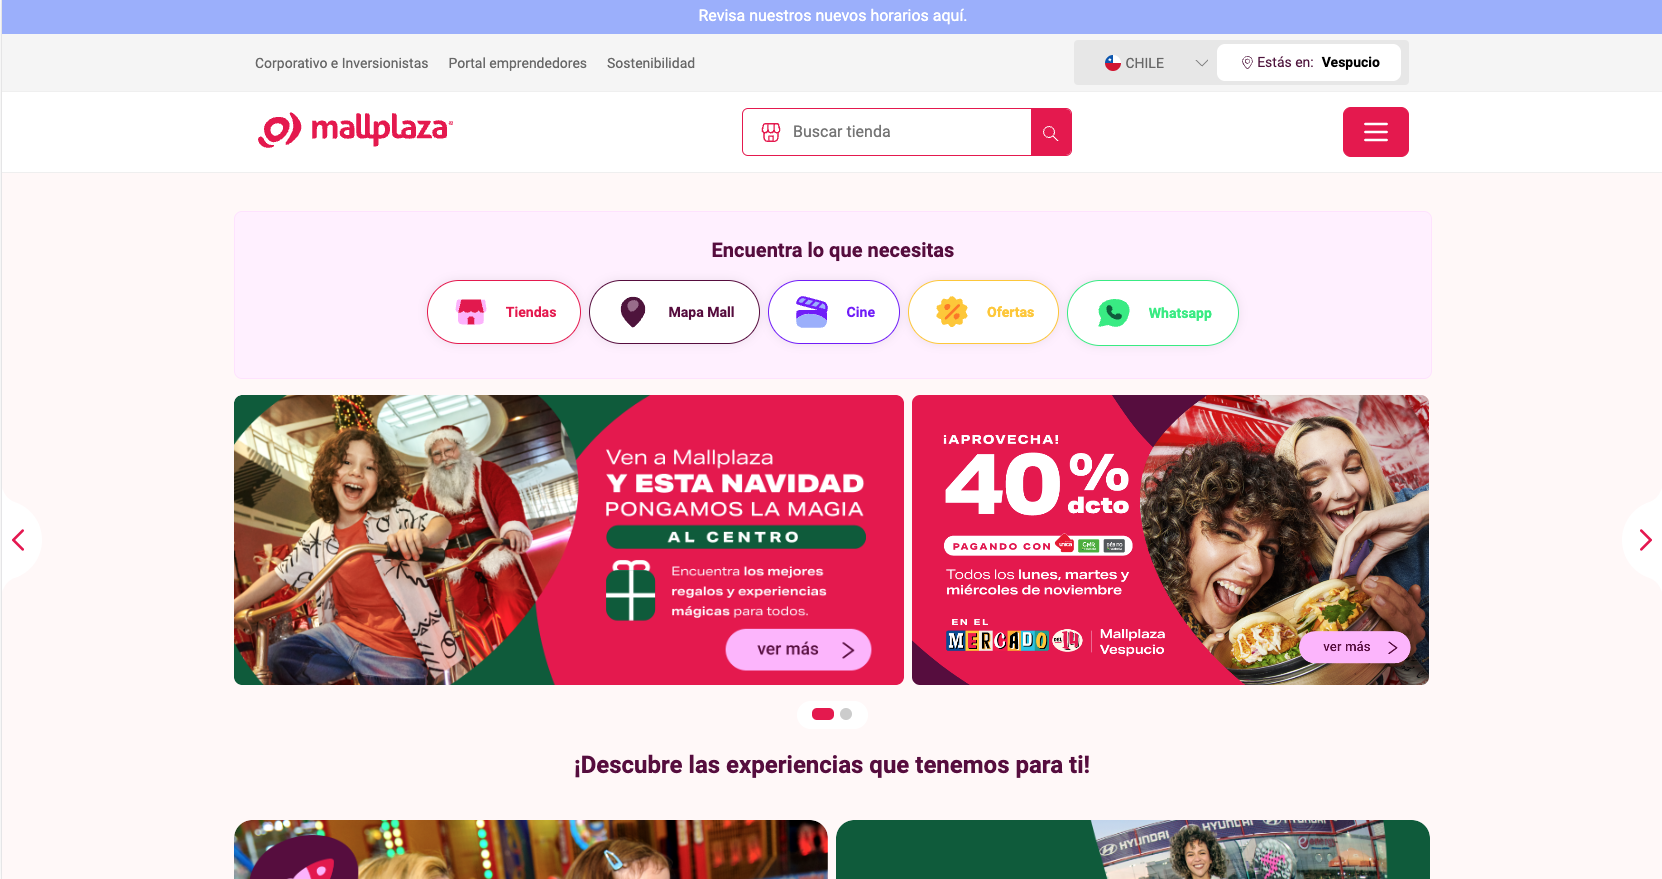 Revisa nuestros nuevos horarios aquí.
Corporativo e Inversionistas Portal emprendedores Sostenibilidad
CHILE
Estás en: Vespucio
mallplaza
Buscar tienda
Encuentra lo que necesitas
Tiendas
Mapa Mall
Cine
Ofertas
Whatsapp
Ven a Mallplaza
Y ESTA NAVIDAD
PONGAMOS LA MAGIA
AL CENTRO
Encuentra los mejores
regalos y experiencias
mágicas para todos.
ver más
¡APROVECHA!
40%
dcto
PAGANDO CON
Todos los lunes, martes y
miércoles de noviembre
EN EL
MERCADO DEL 14
Mallplaza
Vespucio
ver más
¡Descubre las experiencias que tenemos para ti!
HYUNDAI HYUNDAI HYUNDAI